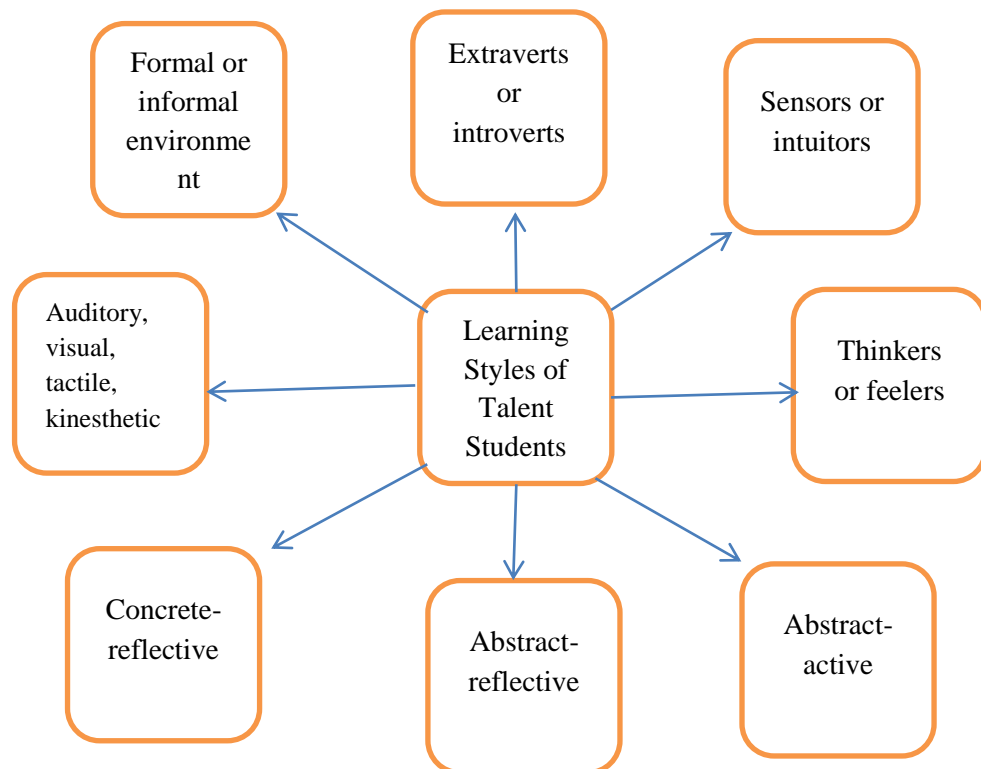 Formal or
informal
environme
nt
Extraverts
or
introverts
Sensors or
intuitors
Auditory,
visual,
tactile,
kinesthetic
Learning
Styles of
Talent
Students
Thinkers
or feelers
Concrete-
reflective
Abstract-
reflective
Abstract-
active